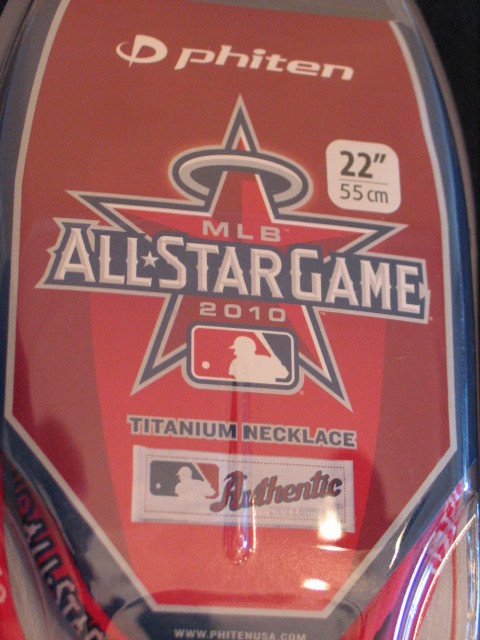 phiten
22"
55 cm
MLB
ALL★STAR GAME
2010
TITANIUM NECKLACE
Authentic
WWW.PHITENUSA.COM